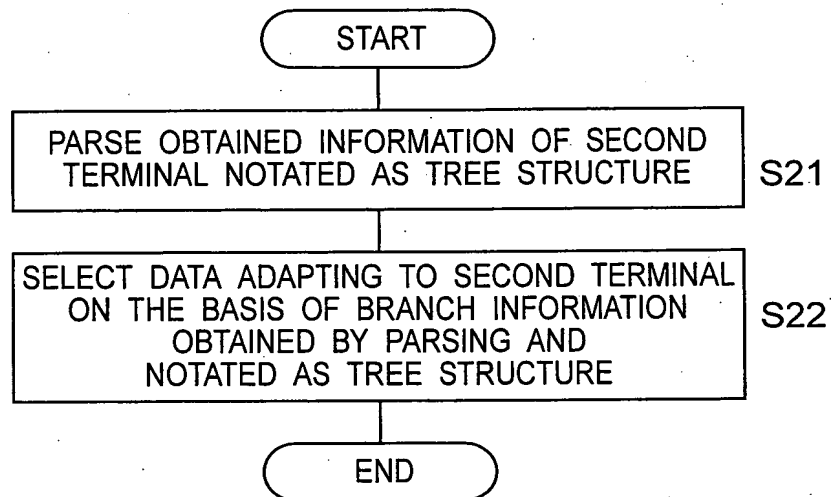 START
PARSE OBTAINED INFORMATION OF SECOND
TERMINAL NOTATED AS TREE STRUCTURE
S21
SELECT DATA ADAPTING TO SECOND TERMINAL
ON THE BASIS OF BRANCH INFORMATION
OBTAINED BY PARSING AND
NOTATED AS TREE STRUCTURE
S22
END